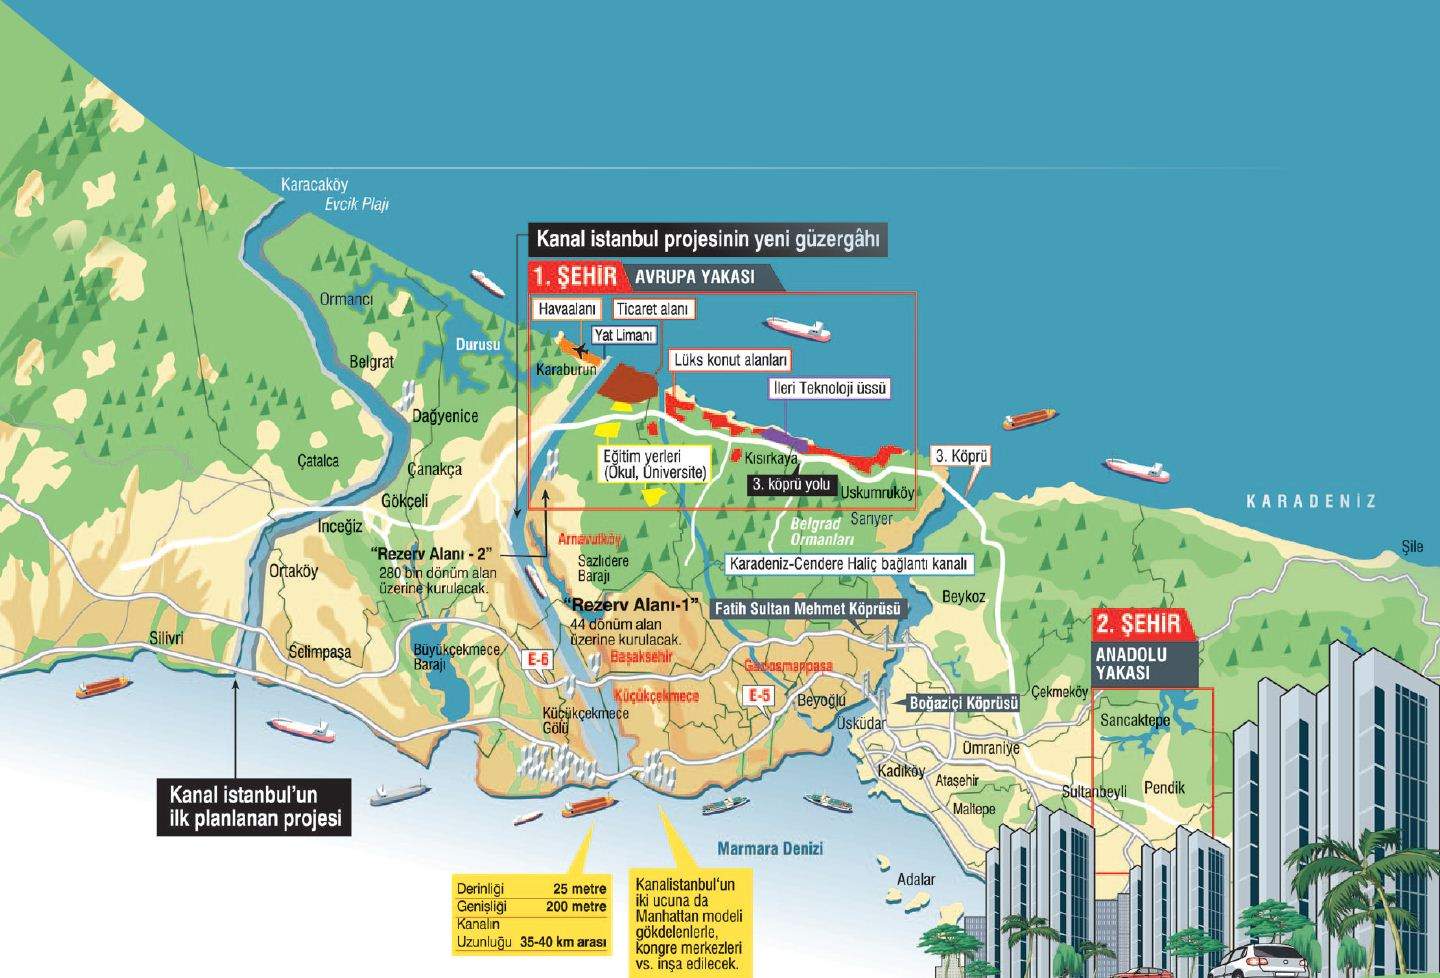 Karacaköy
Evcik Plajı
Kanal istanbul projesinin yeni güzergâhı
1. ŞEHİR
AVRUPA YAKASI
Havaalanı
Ticaret alanı
Yat Limanı
Ormancı
Durusu
Belgrat
Karaburun
Lüks konut alanları
İleri Teknoloji üssü
Dağyenice
Çatalca
Çanakça
Eğitim yerleri
(Okul, Üniversite)
Kısırkaya
3. Köprü
3. köprü yolu
Uskumruköy
Gökçeli
İnceğiz
Belgrad
Ormanları
Sarıyer
KARADENİZ
Şile
Arnavutköy
"Rezerv Alanı - 2"
280 bin dönüm alan
üzerine kurulacak.
Sazlıdere
Barajı
Karadeniz-Cendere Haliç bağlantı kanalı
Ortaköy
"Rezerv Alanı-1"
44 dönüm alan
üzerine kurulacak.
Fatih Sultan Mehmet Köprüsü
Beykoz
2. ŞEHİR
ANADOLU
YAKASI
Silivri
Selimpaşa
Büyükçekmece
Barajı
E-6
Başakşehir
Gaziosmanpaşa
Küçükçekmece
E-5
Beyoğlu
Boğaziçi Köprüsü
Çekmeköy
Küçükçekmece
Gölü
Üsküdar
Sancaktepe
Ümraniye
Kadıköy
Ataşehir
Sultanbeyli
Pendik
Maltepe
Kanal istanbul'un
ilk planlanan projesi
Marmara Denizi
Adalar
Derinliği 25 metre
Genişliği 200 metre
Kanalın
Uzunluğu 35-40 km arası
Kanalistanbul'un
iki ucuna da
Manhattan modeli
gökdelenlerle,
kongre merkezleri
vs. inşa edilecek.